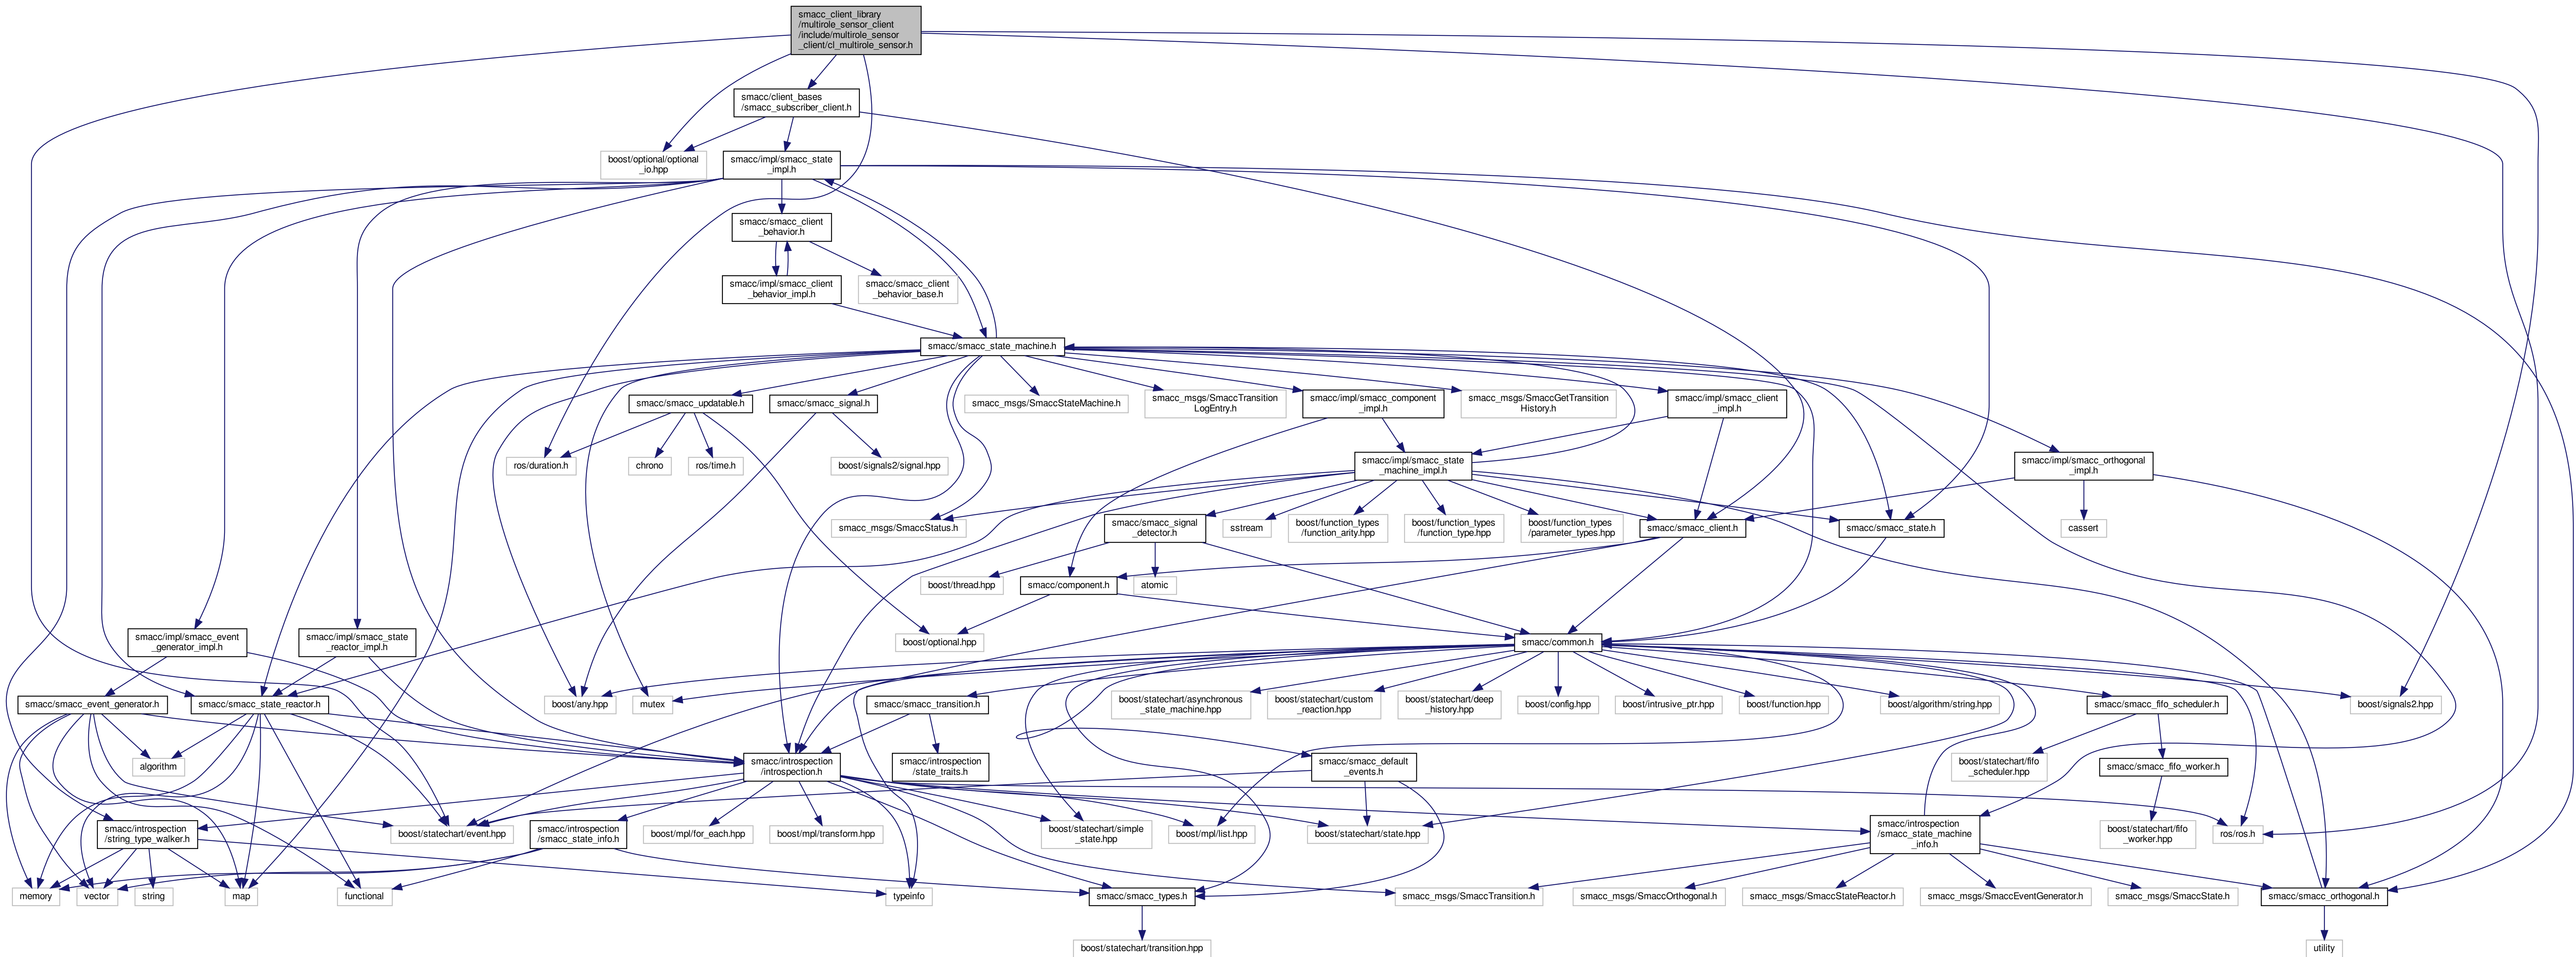 smacc_client_library
/multirole_sensor_client
/include/multirole_sensor
_client/cl_multirole_sensor.h
smacc/client_bases
/smacc_subscriber_client.h
boost/optional/optional
_io.hpp
smacc/impl/smacc_state
_impl.h
smacc/smacc_client
_behavior.h
smacc/impl/smacc_client
_behavior_impl.h
smacc/smacc_client
_behavior_base.h
smacc/smacc_state_machine.h
smacc/smacc_updatable.h
smacc/smacc_signal.h
smacc_msgs/SmaccStateMachine.h
smacc_msgs/SmaccTransition
LogEntry.h
smacc/impl/smacc_component
_impl.h
smacc_msgs/SmaccGetTransition
History.h
smacc/impl/smacc_client
_impl.h
ros/duration.h
chrono
ros/time.h
boost/signals2/signal.hpp
smacc/impl/smacc_state
_machine_impl.h
smacc/impl/smacc_orthogonal
_impl.h
smacc_msgs/SmaccStatus.h
smacc/smacc_signal
_detector.h
sstream
boost/function_types
/function_arity.hpp
boost/function_types
/function_type.hpp
boost/function_types
/parameter_types.hpp
smacc/smacc_client.h
smacc/smacc_state.h
cassert
boost/thread.hpp
smacc/component.h
atomic
smacc/impl/smacc_event
_generator_impl.h
smacc/impl/smacc_state
_reactor_impl.h
boost/optional.hpp
smacc/common.h
smacc/smacc_event_generator.h
smacc/smacc_state_reactor.h
boost/any.hpp
mutex
smacc/smacc_transition.h
boost/statechart/asynchronous
_state_machine.hpp
boost/statechart/custom
_reaction.hpp
boost/statechart/deep
_history.hpp
boost/config.hpp
boost/intrusive_ptr.hpp
boost/function.hpp
boost/algorithm/string.hpp
smacc/smacc_fifo_scheduler.h
boost/signals2.hpp
algorithm
smacc/introspection
/introspection.h
smacc/introspection
/state_traits.h
smacc/smacc_default
_events.h
boost/statechart/fifo
_scheduler.hpp
smacc/smacc_fifo_worker.h
smacc/introspection
/string_type_walker.h
boost/statechart/event.hpp
smacc/introspection
/smacc_state_info.h
boost/mpl/for_each.hpp
boost/mpl/transform.hpp
boost/statechart/simple
_state.hpp
boost/mpl/list.hpp
boost/statechart/state.hpp
smacc/introspection
/smacc_state_machine
_info.h
boost/statechart/fifo
_worker.hpp
ros/ros.h
memory
vector
string
map
functional
typeinfo
smacc/smacc_types.h
smacc_msgs/SmaccTransition.h
smacc_msgs/SmaccOrthogonal.h
smacc_msgs/SmaccStateReactor.h
smacc_msgs/SmaccEventGenerator.h
smacc_msgs/SmaccState.h
smacc/smacc_orthogonal.h
boost/statechart/transition.hpp
utility